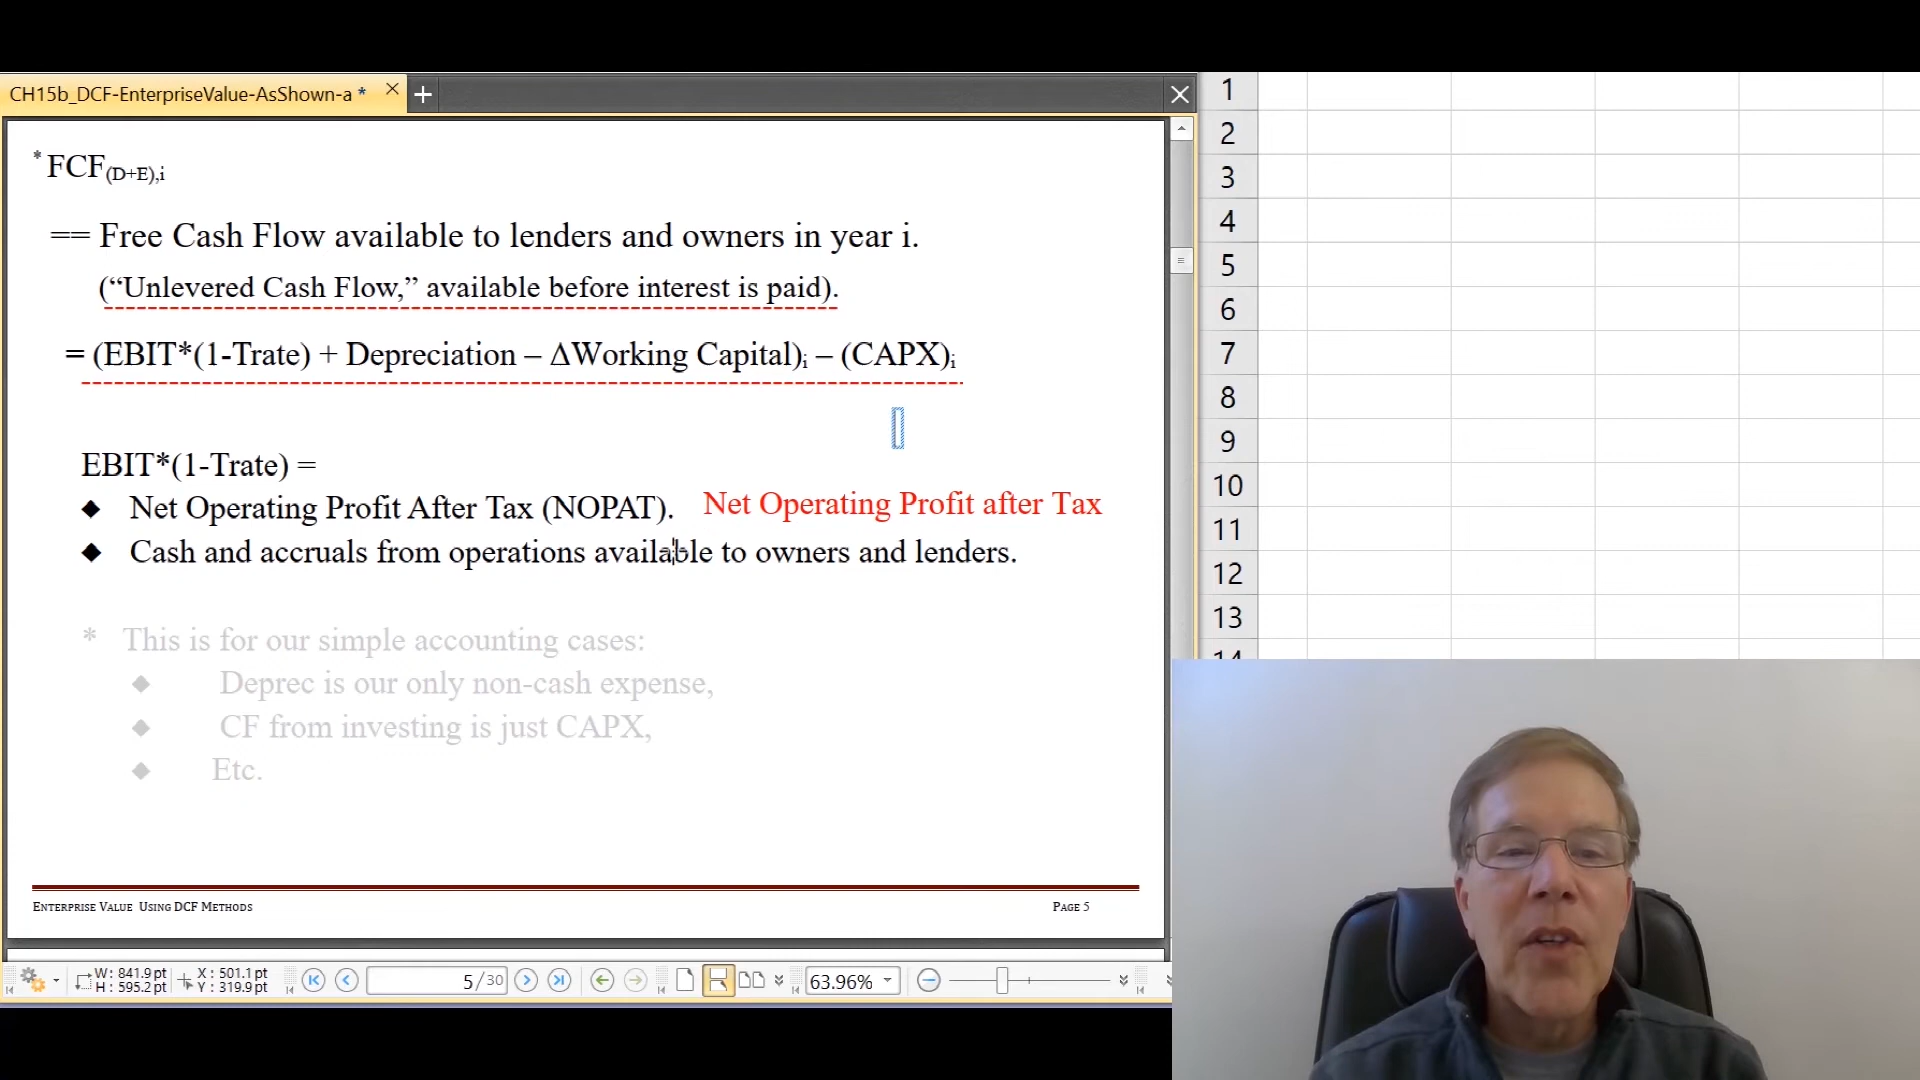 CH15b_DCF-EnterpriseValue-AsShown-a *
* FCF(D+E),i
== Free Cash Flow available to lenders and owners in year i.
(“Unlevered Cash Flow,” available before interest is paid).
= (EBIT*(1-Trate) + Depreciation – ΔWorking Capital)i – (CAPX)i
EBIT*(1-Trate) =
◆ Net Operating Profit After Tax (NOPAT). Net Operating Profit after Tax
◆ Cash and accruals from operations available to owners and lenders.
* This is for our simple accounting cases:
◆ Deprec is our only non-cash expense,
◆ CF from investing is just CAPX,
◆ Etc.
ENTERPRISE VALUE USING DCF METHODS PAGE 5
W: 841.9 pt
H: 595.2 pt
X: 501.1 pt
Y: 319.9 pt
5 / 30
63.96%
1
2
3
4
5
6
7
8
9
10
11
12
13
14